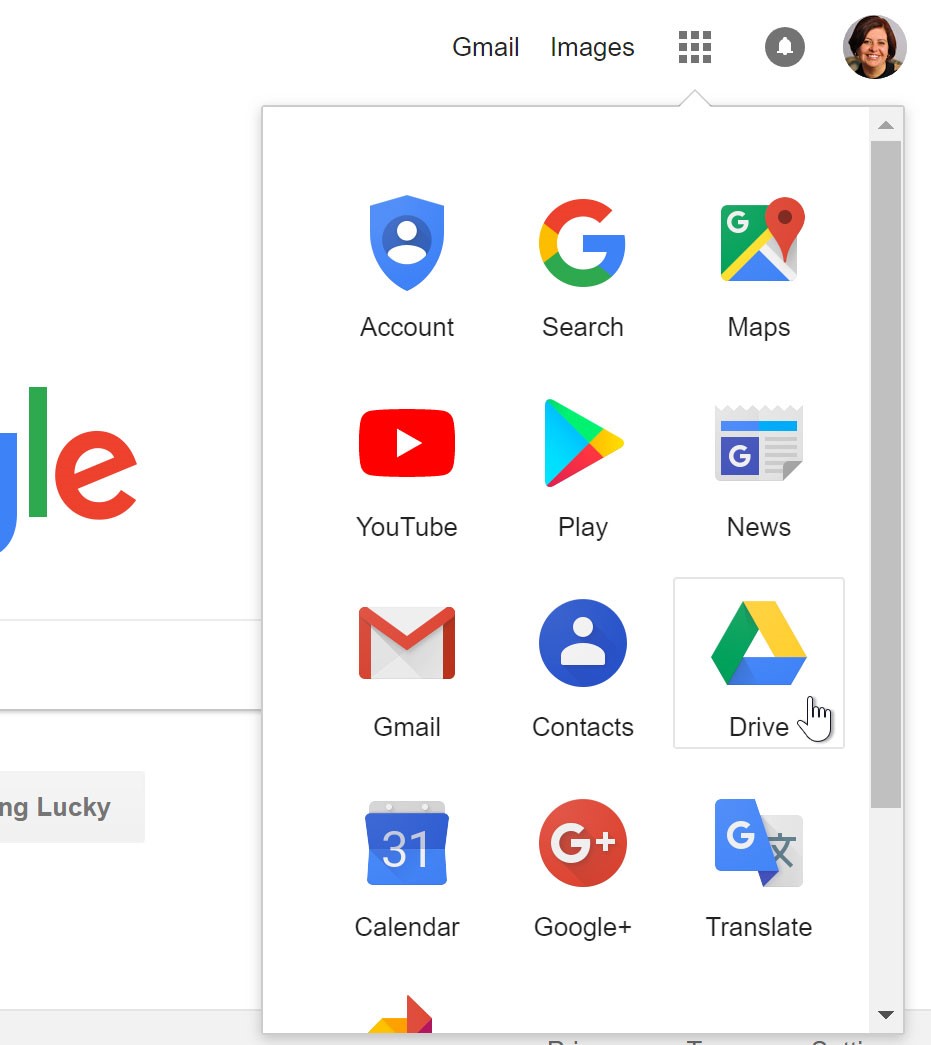 Gmail Images
Account Search Maps
gle
YouTube Play News
Gmail Contacts Drive
ng Lucky
31
Calendar Google+ Translate